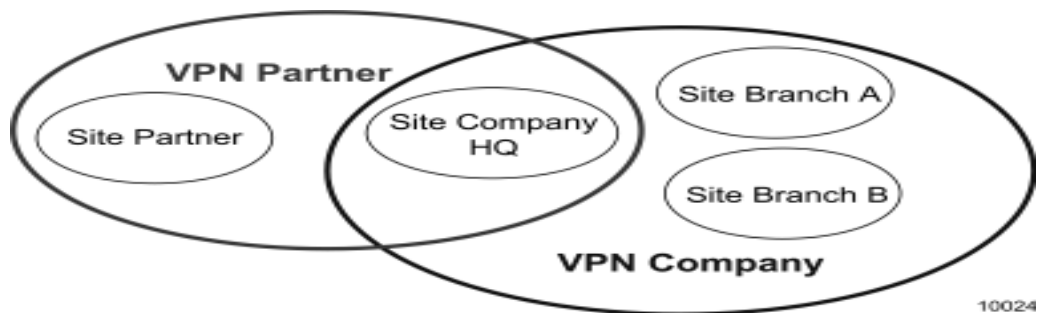 VPN Partner
Site Partner
Site Company
HQ
Site Branch A
Site Branch B
VPN Company
10024